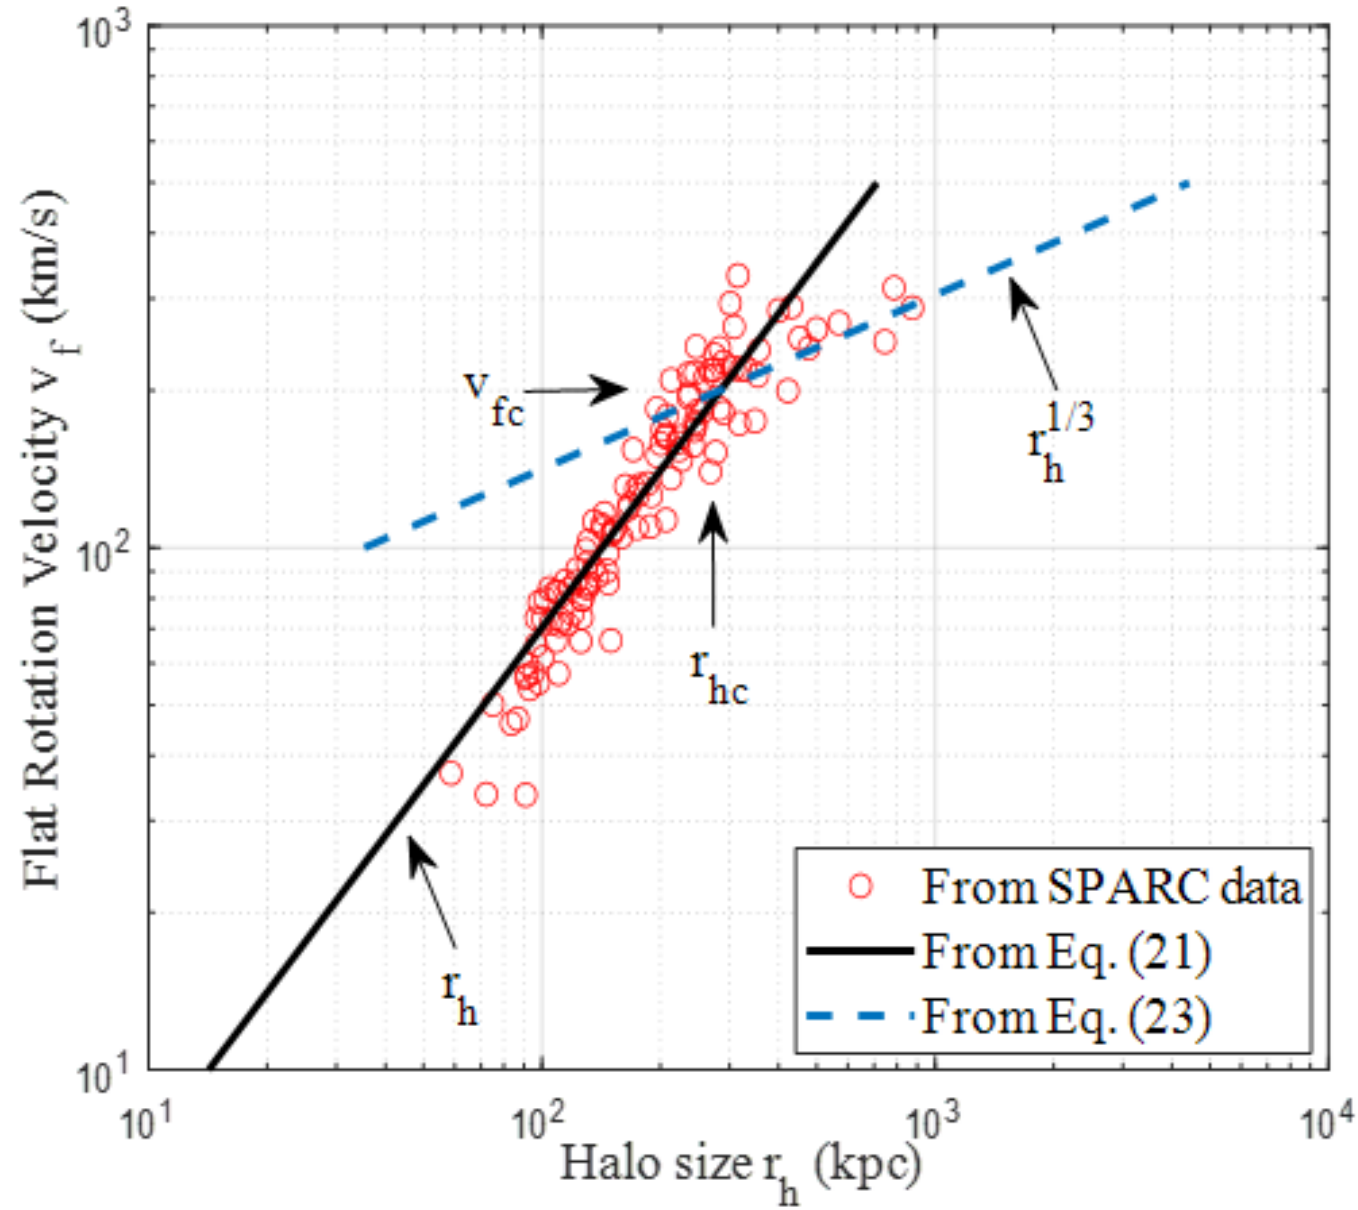 10^3
10^2
10^1
Flat Rotation Velocity v_f (km/s)
v_fc
r_h^{1/3}
r_hc
r_h
From SPARC data
From Eq. (21)
From Eq. (23)
10^1
10^2
10^3
10^4
Halo size r_h (kpc)